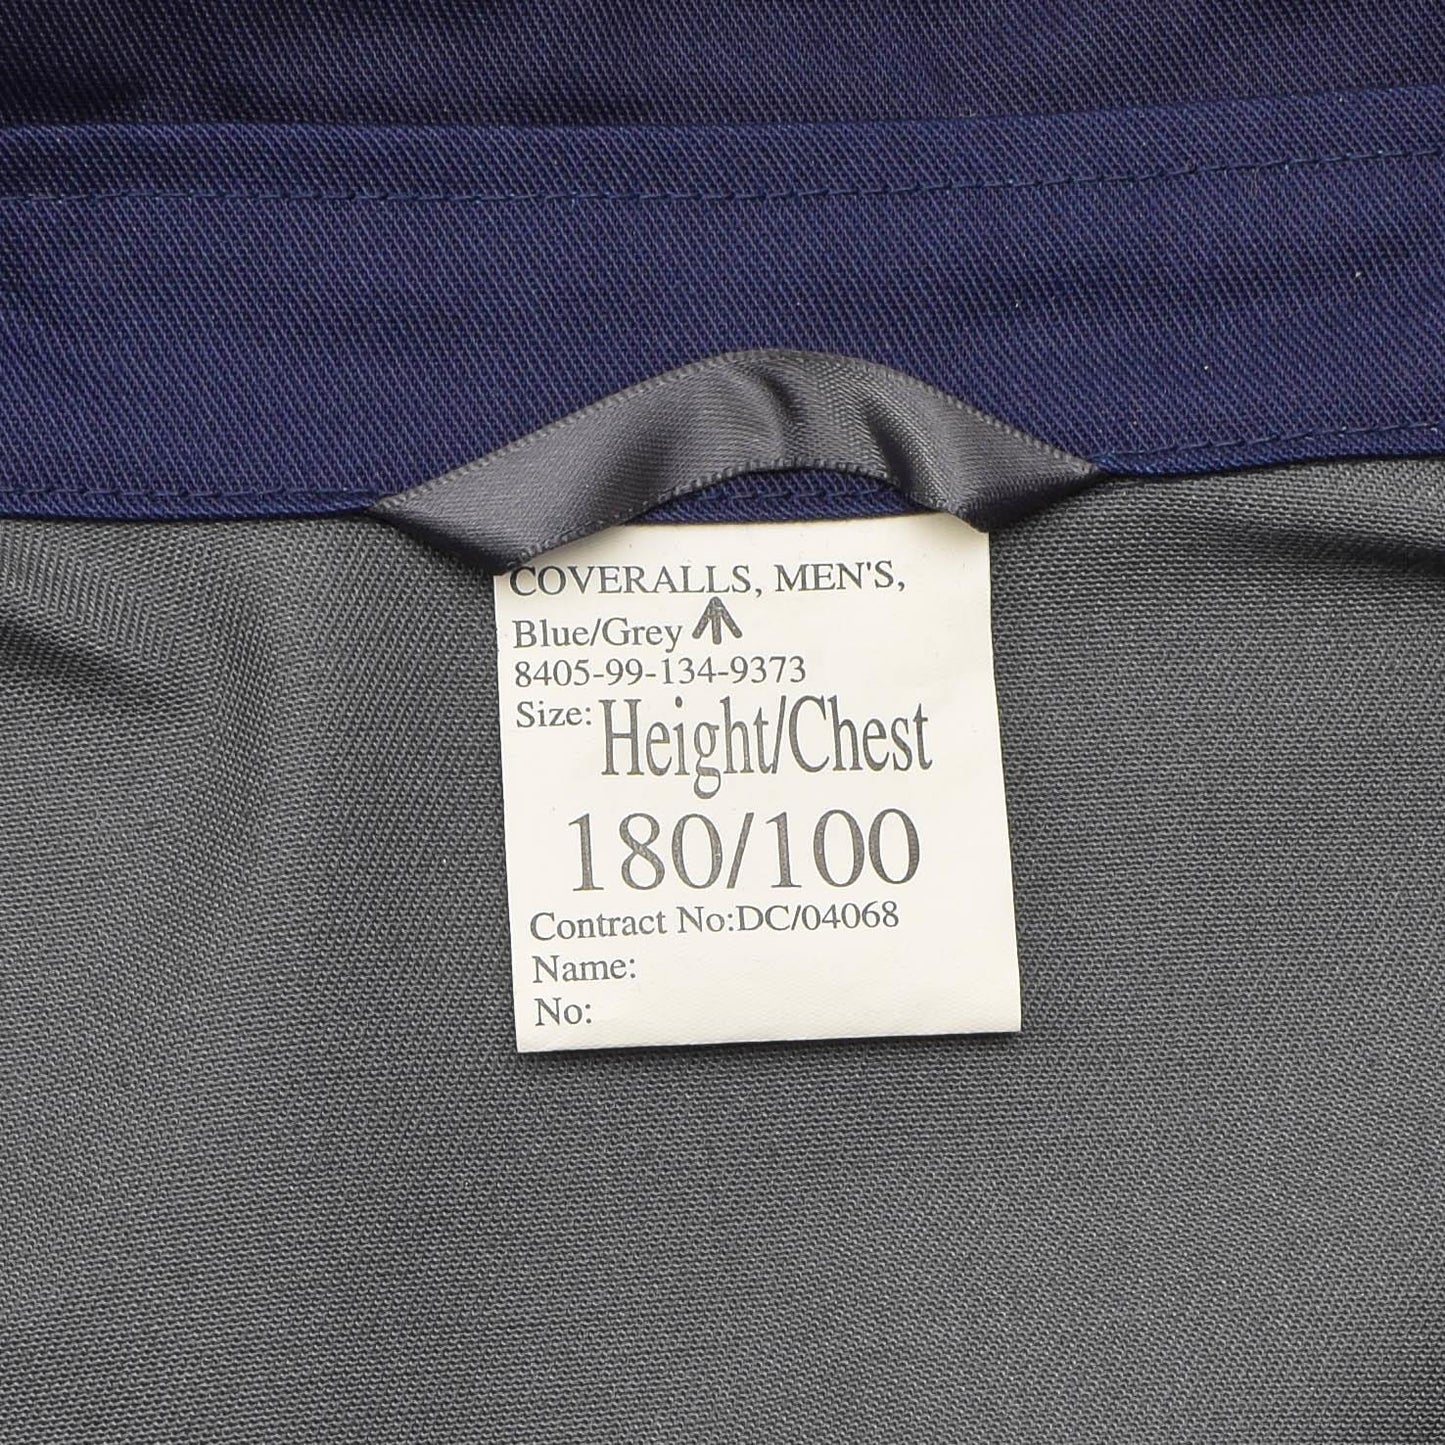 COVERALLS, MEN'S,
Blue/Grey
8405-99-134-9373
Size: Height/Chest
180/100
Contract No:DC/04068
Name:
No: